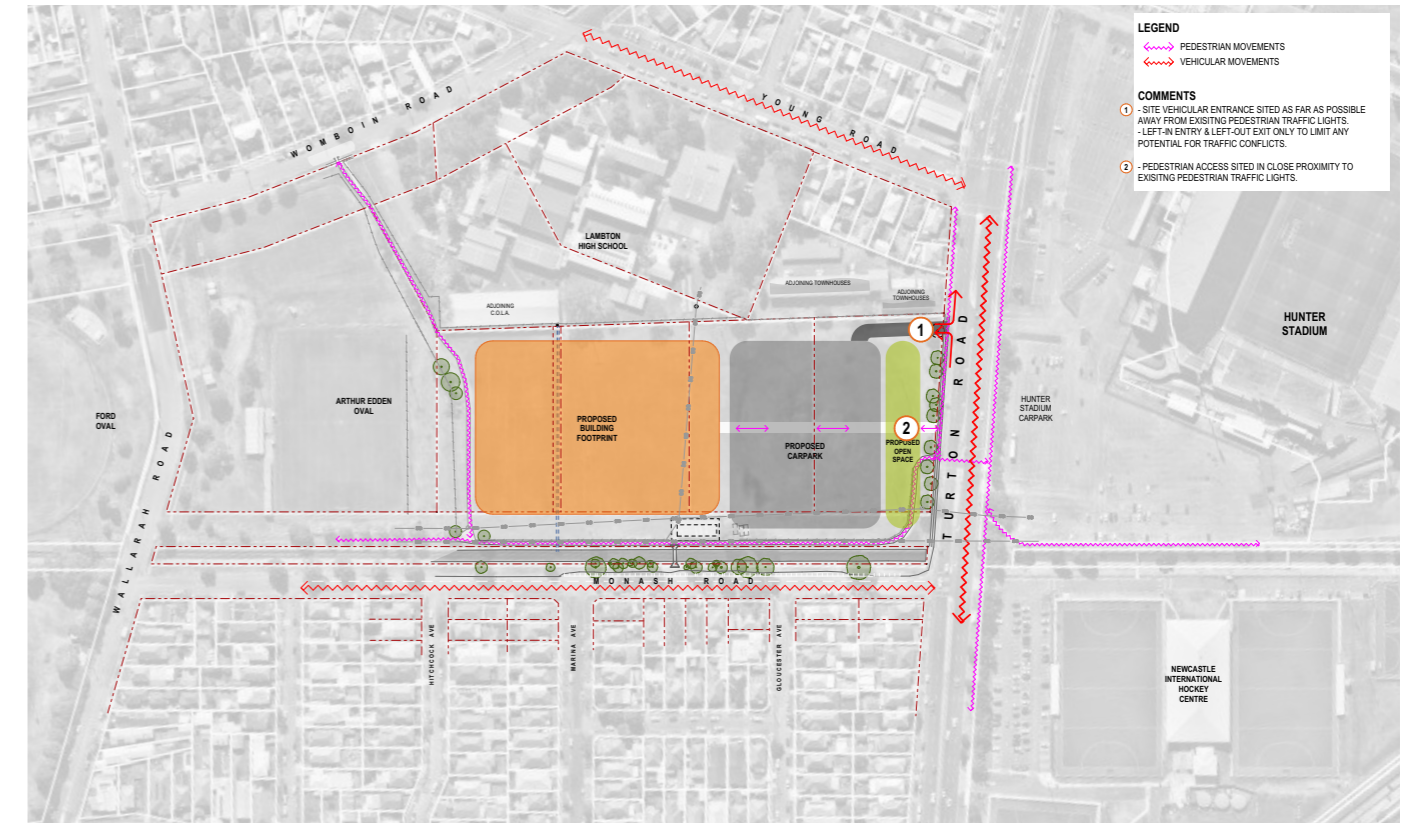 LEGEND
PEDESTRIAN MOVEMENTS
VEHICULAR MOVEMENTS
COMMENTS
1 - SITE VEHICULAR ENTRANCE SITED AS FAR AS POSSIBLE
AWAY FROM EXISITNG PEDESTRIAN TRAFFIC LIGHTS.
- LEFT-IN ENTRY & LEFT-OUT EXIT ONLY TO LIMIT ANY
POTENTIAL FOR TRAFFIC CONFLICTS.
2 - PEDESTRIAN ACCESS SITED IN CLOSE PROXIMITY TO
EXISITNG PEDESTRIAN TRAFFIC LIGHTS.
WOMBOIN ROAD
YOUNG ROAD
LAMBTON
HIGH SCHOOL
ADJOINING TOWNHOUSES
ADJOINING
TOWNHOUSES
ADJOINING
C.O.L.A.
HUNTER
STADIUM
1
FORD
OVAL
ARTHUR EDDEN
OVAL
PROPOSED
BUILDING
FOOTPRINT
PROPOSED
CARPARK
2
PROPOSED
OPEN
SPACE
HUNTER
STADIUM
CARPARK
TURTON ROAD
WALLARAH ROAD
MONASH ROAD
HITCHCOCK AVE
MARINA AVE
GLOUCESTER AVE
NEWCASTLE
INTERNATIONAL
HOCKEY
CENTRE